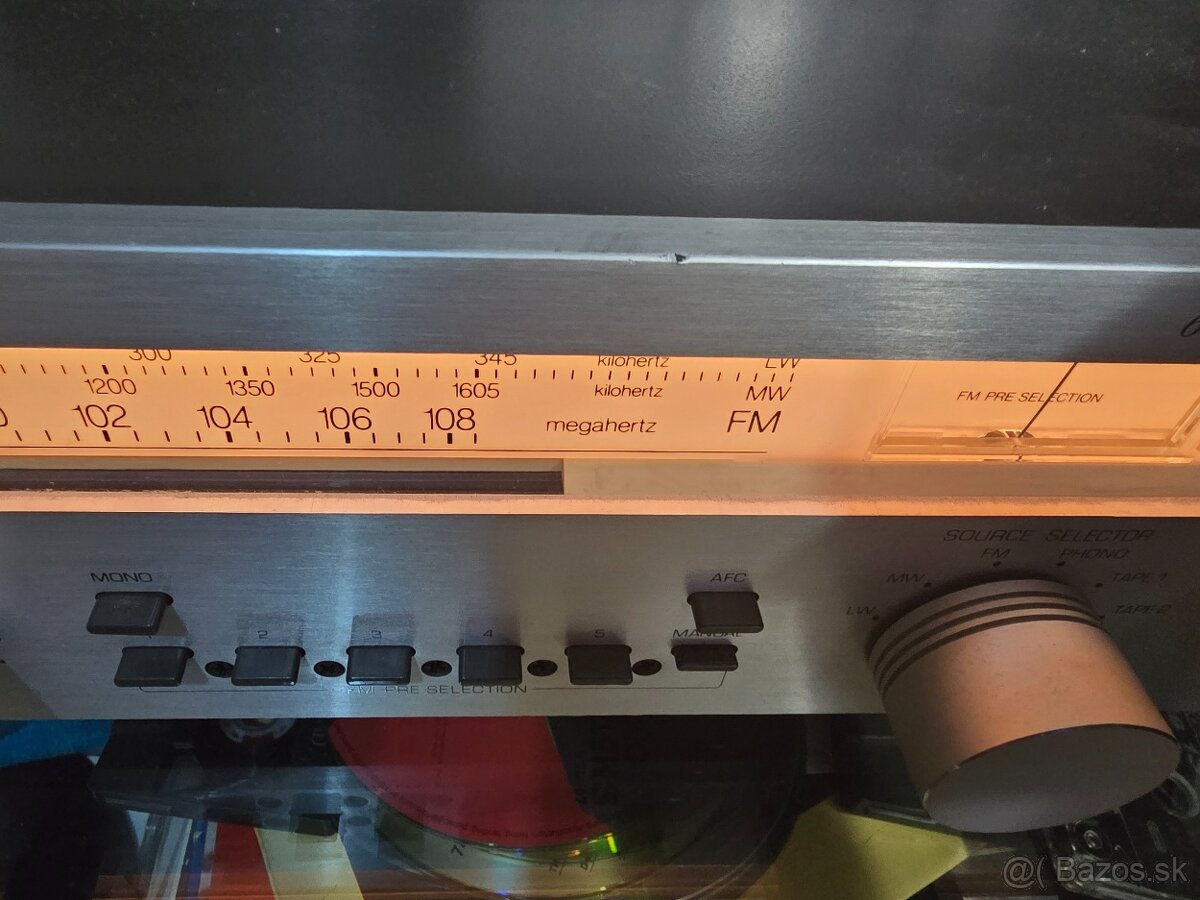 300 325 345 kilohertz LW
1200 1350 1500 1605 kilohertz MW
102 104 106 108 megahertz FM
FM PRE SELECTION
SOURCE SELECTOR
FM PHONO
MW TAPE 1
LW TAPE 2
MONO AFC
1 2 3 4 5 MANUAL
FM PRE SELECTION
@( Bazos.sk